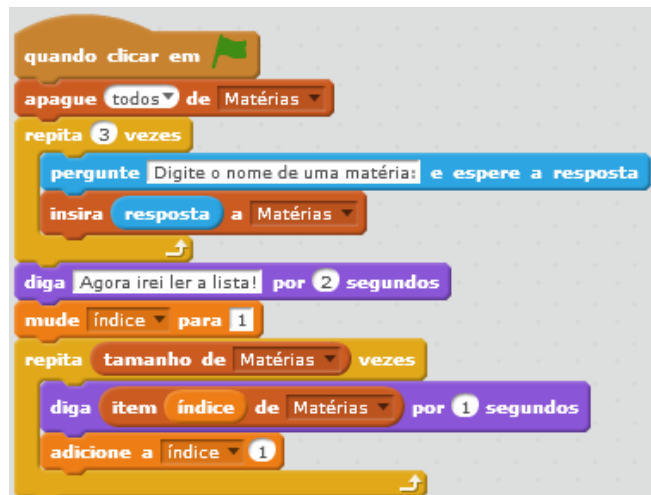 quando clicar em
apague todos de Matérias
repita 3 vezes
pergunte Digite o nome de uma matéria: e espere a resposta
insira resposta a Matérias
diga Agora irei ler a lista! por 2 segundos
mude índice para 1
repita tamanho de Matérias vezes
diga item índice de Matérias por 1 segundos
adicione a índice 1